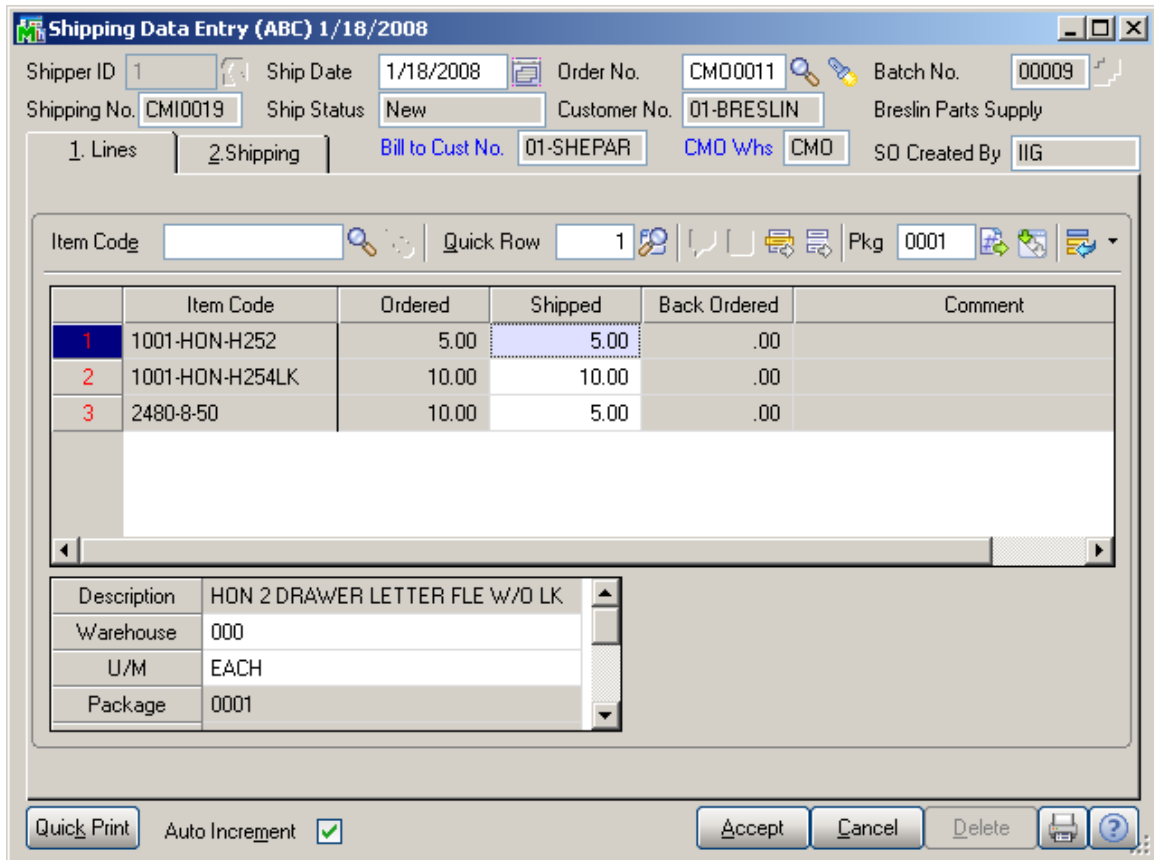 Shipping Data Entry (ABC) 1/18/2008
Shipper ID 1 Ship Date 1/18/2008 Order No. CMO0011 Batch No. 00009
Shipping No. CMI0019 Ship Status New Customer No. 01-BRESLIN Breslin Parts Supply
1. Lines 2.Shipping Bill to Cust No. 01-SHEPAR CMO Whs CMO SO Created By IIG
Item Code Quick Row 1 Pkg 0001
Item Code Ordered Shipped Back Ordered Comment
1 1001-HON-H252 5.00 5.00 .00
2 1001-HON-H254LK 10.00 10.00 .00
3 2480-8-50 10.00 5.00 .00
Description HON 2 DRAWER LETTER FLE W/O LK
Warehouse 000
U/M EACH
Package 0001
Quick Print Auto Increment Accept Cancel Delete